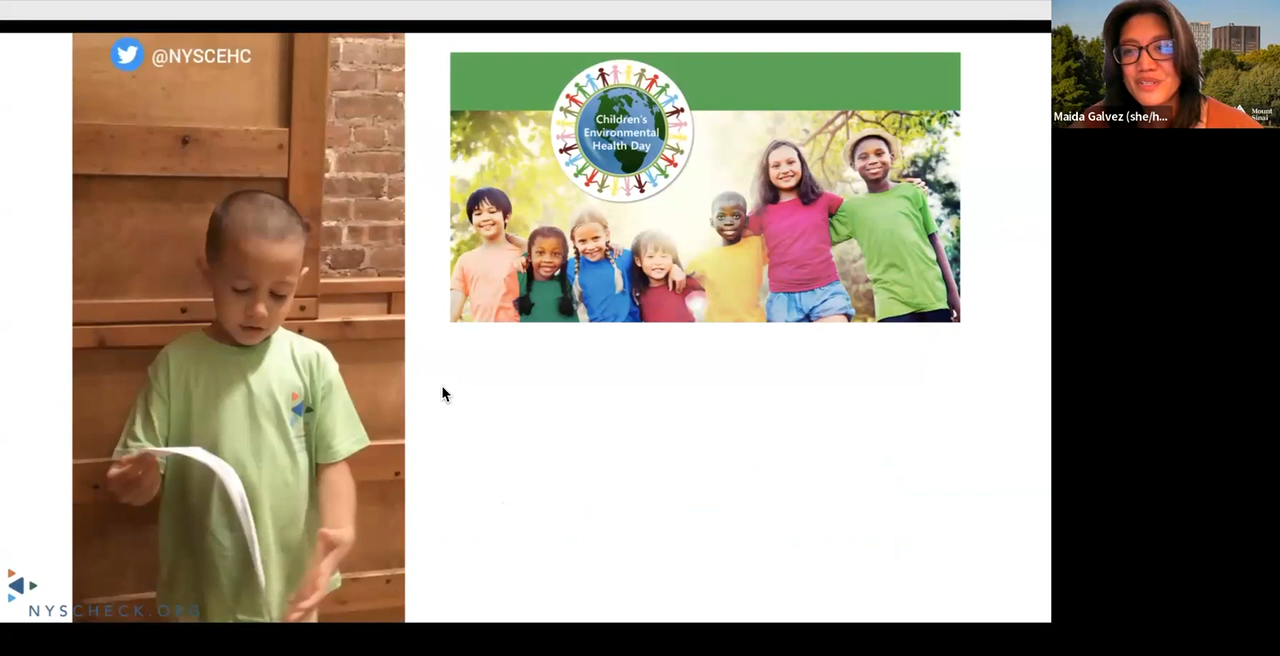 @NYSCEHC
Children's
Environmental
Health Day
Maida Galvez (she/h...
Mount
Sinai
NYSCHECK.ORG